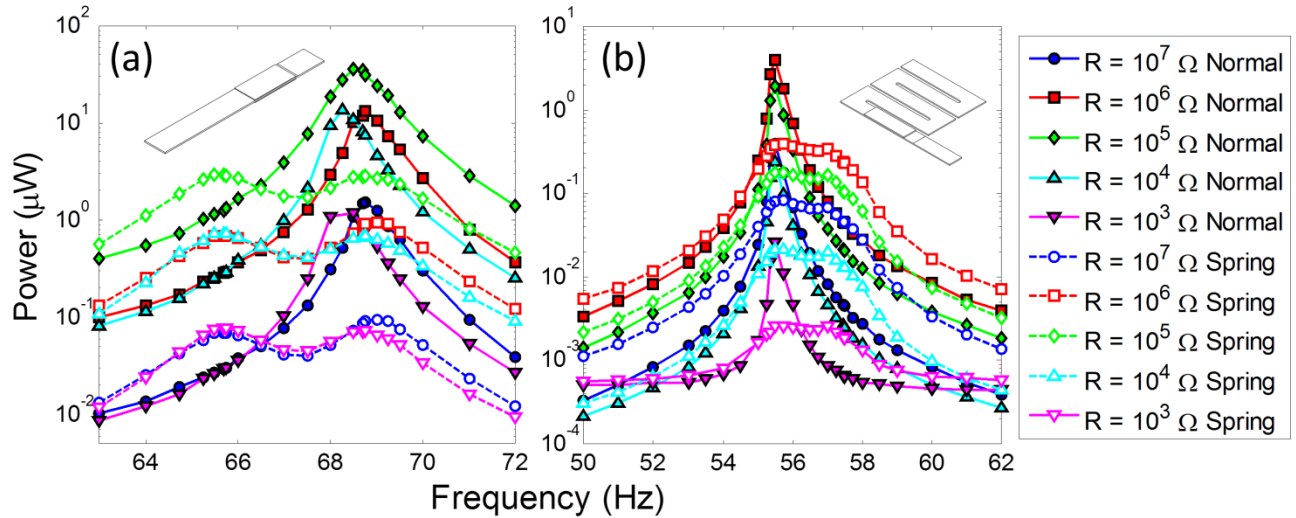 (a)
(b)
10²
10¹
10⁰
10⁻¹
10⁻²
10¹
10⁰
10⁻¹
10⁻²
10⁻³
10⁻⁴
Power (μW)
64 66 68 70 72
50 52 54 56 58 60 62
Frequency (Hz)
R = 10⁷ Ω Normal
R = 10⁶ Ω Normal
R = 10⁵ Ω Normal
R = 10⁴ Ω Normal
R = 10³ Ω Normal
R = 10⁷ Ω Spring
R = 10⁶ Ω Spring
R = 10⁵ Ω Spring
R = 10⁴ Ω Spring
R = 10³ Ω Spring